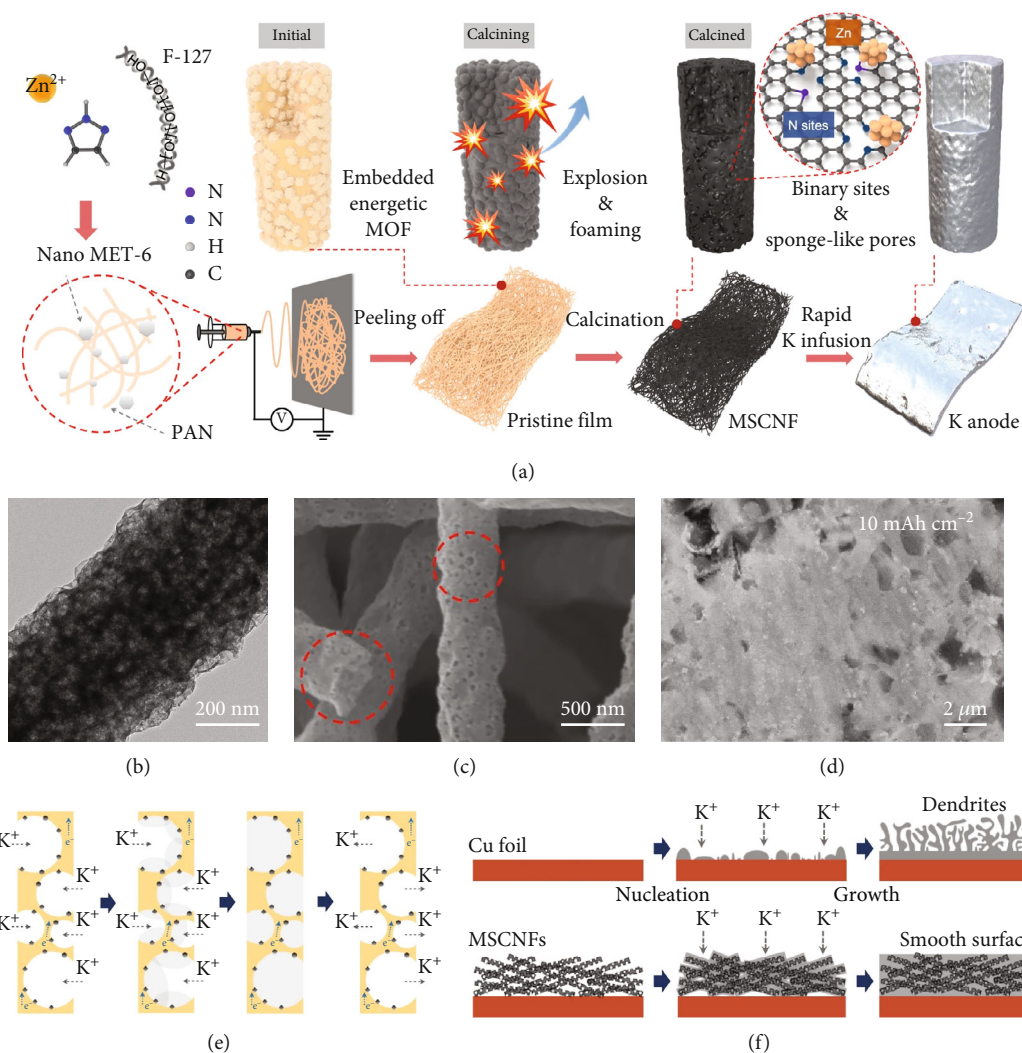 Initial
Calcining
Calcined
Zn
F-127
Zn2+
HO
OH
N sites
N
N
H
C
Embedded
energetic
MOF
Explosion
&
foaming
Binary sites
&
sponge-like pores
Nano MET-6
Peeling off
Calcination
Rapid
K infusion
V
PAN
Pristine film
MSCNF
K anode
(a)
10 mAh cm−2
200 nm
500 nm
2 μm
(b)
(c)
(d)
K+
K+
K+
K+
K+
K+
K+
K+
K+
K+
K+
K+
e−
e−
e−
e−
e−
e−
e−
e−
e−
(e)
K+ K+ K+
Dendrites
Cu foil
Nucleation
Growth
K+ K+ K+
MSCNFs
Smooth surfac
(f)